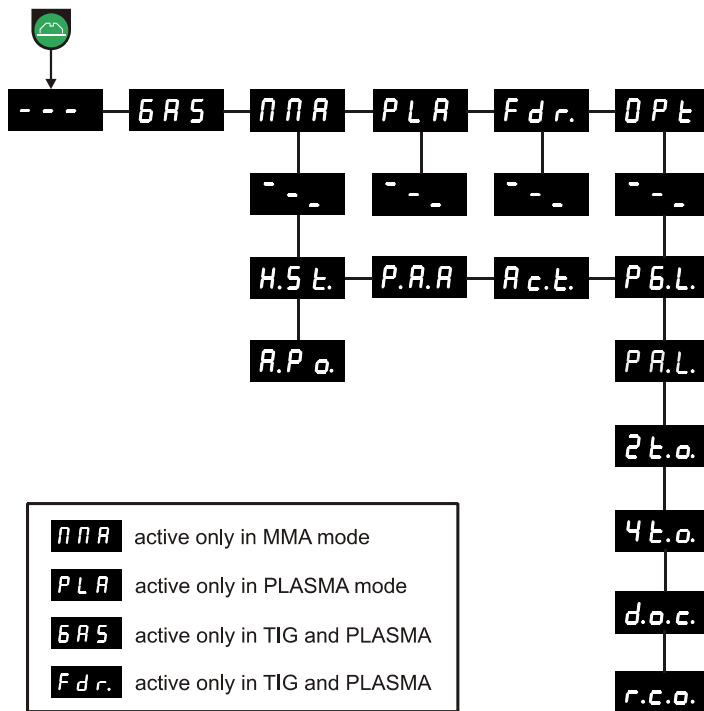 --- GAS MMA PLA Fdr. OPt
H.St. P.A.A Ac.t. PG.L.
A.Po. PA.L.
2t.o.
4t.o.
d.o.c.
r.c.o.
MMA active only in MMA mode
PLA active only in PLASMA mode
GAS active only in TIG and PLASMA
Fdr. active only in TIG and PLASMA